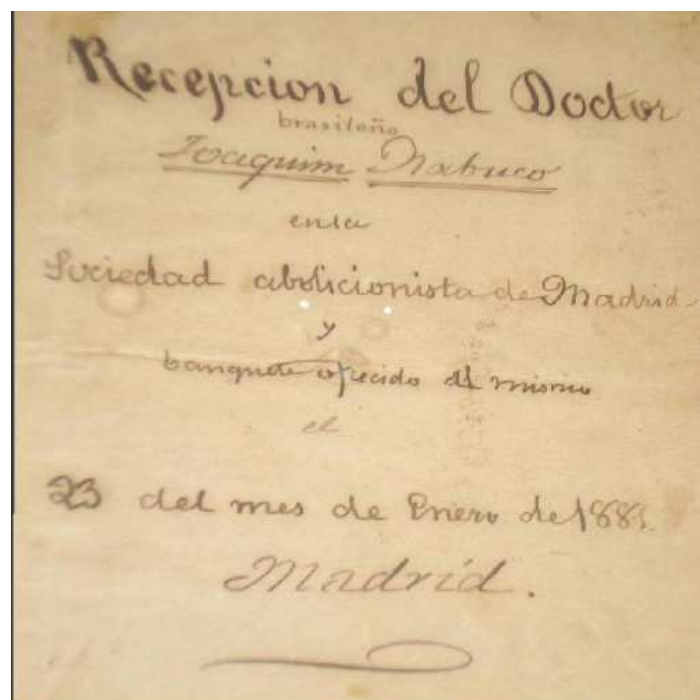 Recepcion del Doctor
brasileño
Joaquim Nabuco
en la
Sociedad abolicionista de Madrid
y
banquete ofrecido al mismo
el
23 del mes de Enero de 1881.
Madrid.